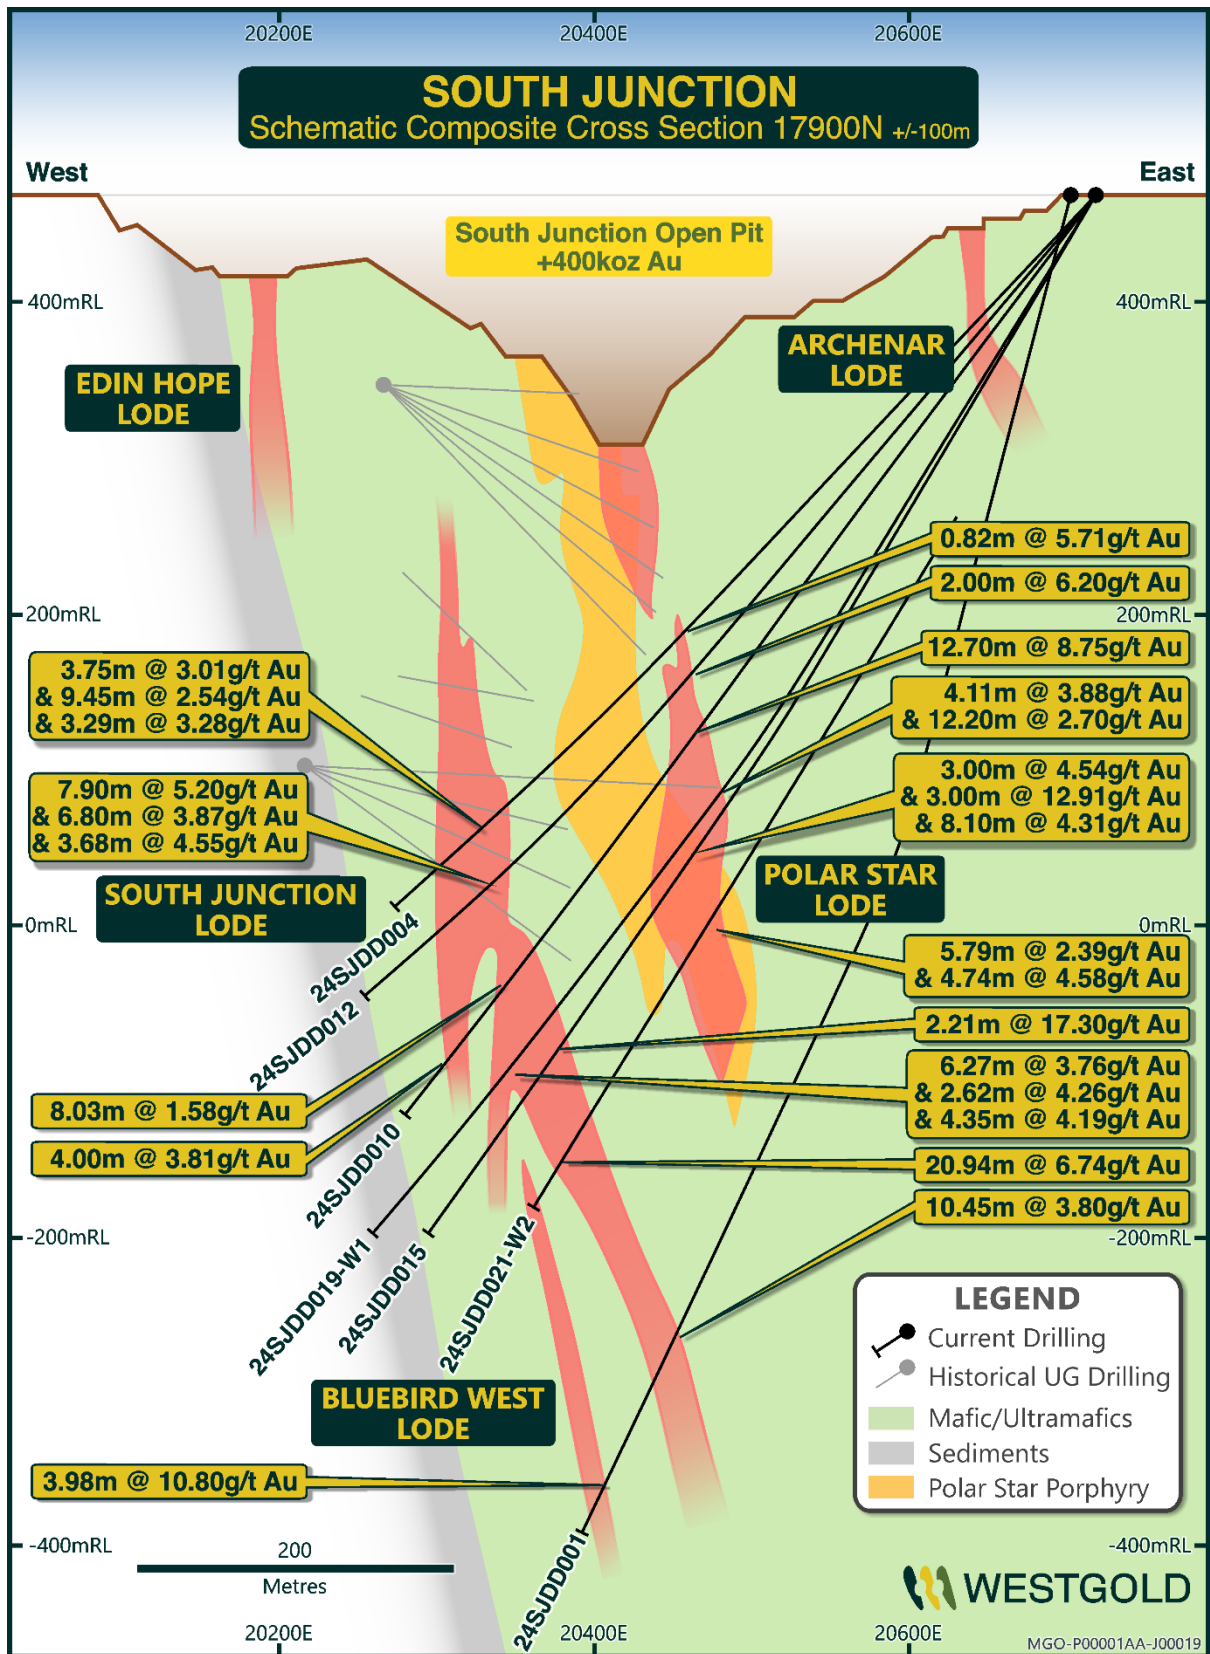 20200E
20400E
20600E
SOUTH JUNCTION
Schematic Composite Cross Section 17900N +/-100m
West
East
South Junction Open Pit
+400koz Au
400mRL
400mRL
ARCHENAR
LODE
EDIN HOPE
LODE
0.82m @ 5.71g/t Au
2.00m @ 6.20g/t Au
200mRL
200mRL
12.70m @ 8.75g/t Au
3.75m @ 3.01g/t Au
& 9.45m @ 2.54g/t Au
& 3.29m @ 3.28g/t Au
4.11m @ 3.88g/t Au
& 12.20m @ 2.70g/t Au
7.90m @ 5.20g/t Au
& 6.80m @ 3.87g/t Au
& 3.68m @ 4.55g/t Au
3.00m @ 4.54g/t Au
& 3.00m @ 12.91g/t Au
& 8.10m @ 4.31g/t Au
SOUTH JUNCTION
LODE
POLAR STAR
LODE
0mRL
0mRL
24SJDD004
5.79m @ 2.39g/t Au
& 4.74m @ 4.58g/t Au
24SJDD012
2.21m @ 17.30g/t Au
6.27m @ 3.76g/t Au
& 2.62m @ 4.26g/t Au
& 4.35m @ 4.19g/t Au
8.03m @ 1.58g/t Au
4.00m @ 3.81g/t Au
24SJDD010
20.94m @ 6.74g/t Au
10.45m @ 3.80g/t Au
-200mRL
-200mRL
24SJDD019-W1
24SJDD015
24SJDD021-W2
LEGEND
Current Drilling
Historical UG Drilling
Mafic/Ultramafics
Sediments
Polar Star Porphyry
BLUEBIRD WEST
LODE
3.98m @ 10.80g/t Au
-400mRL
-400mRL
24SJDD001
200
Metres
WESTGOLD
20200E
20400E
20600E
MGO-P00001AA-J00019